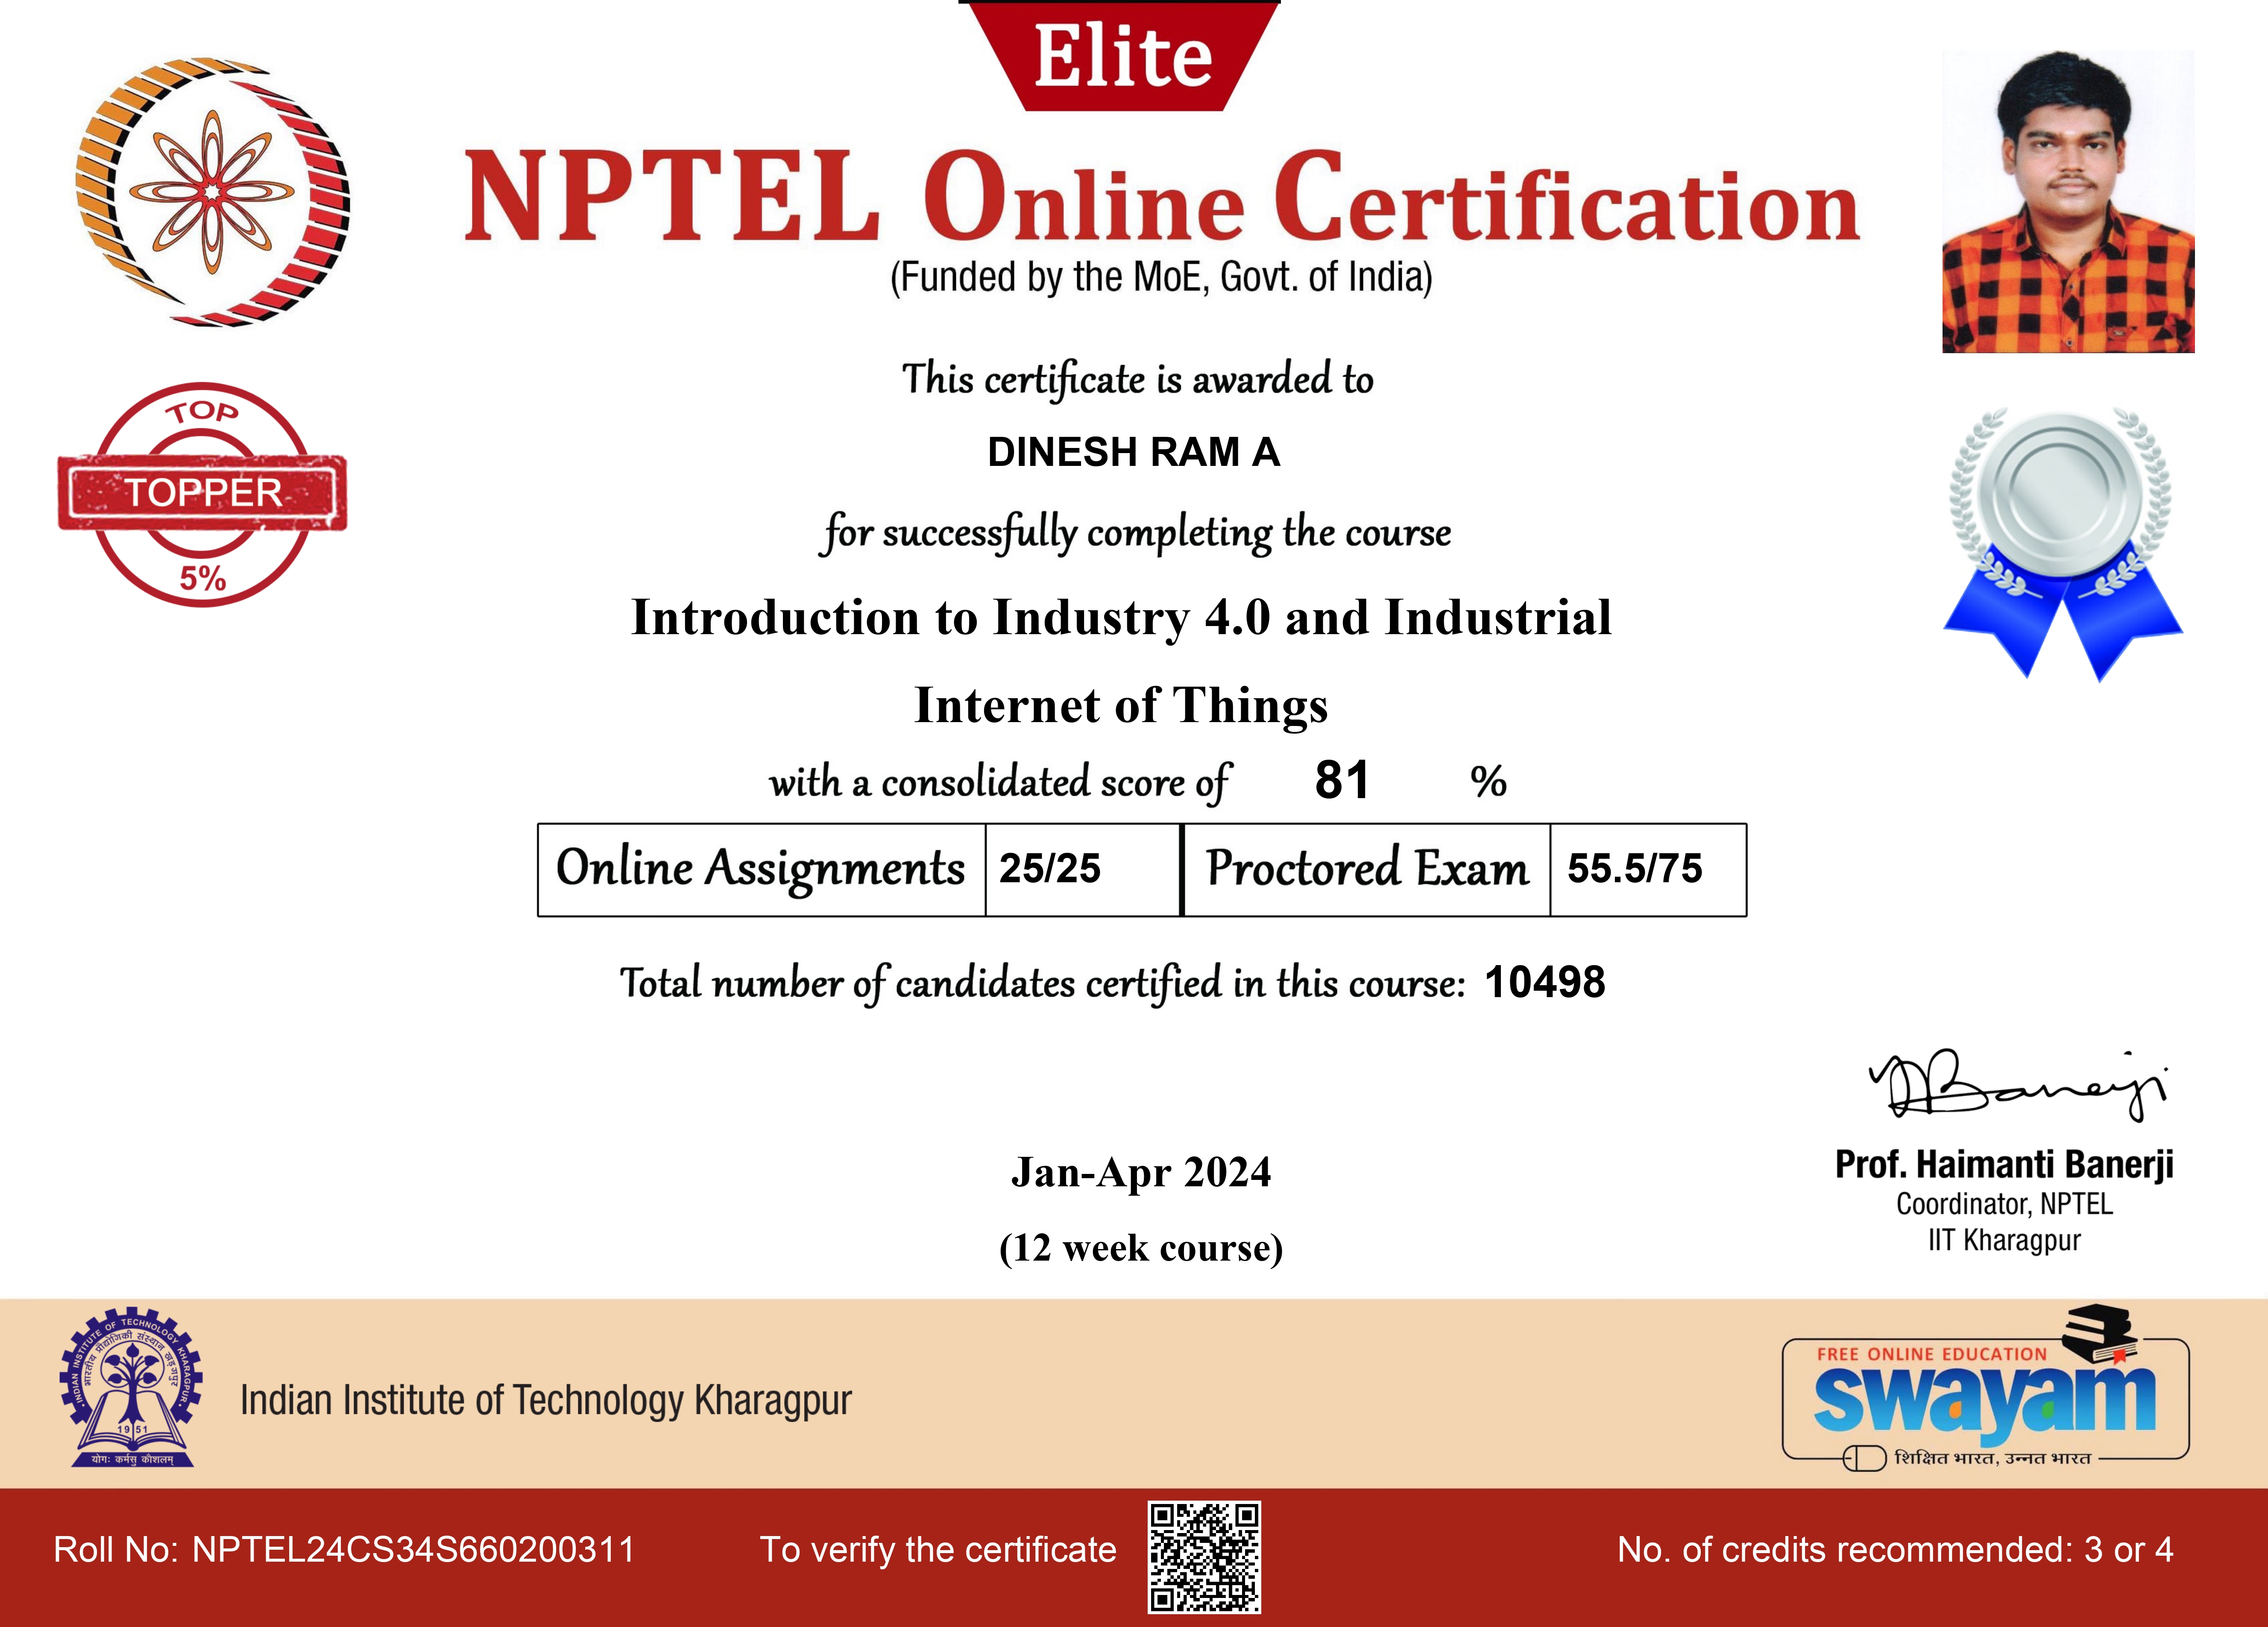 Elite
NPTEL Online Certification
(Funded by the MoE, Govt. of India)
This certificate is awarded to
DINESH RAM A
TOP
TOPPER
5%
for successfully completing the course
Introduction to Industry 4.0 and Industrial
Internet of Things
with a consolidated score of 81 %
Online Assignments 25/25 Proctored Exam 55.5/75
Total number of candidates certified in this course: 10498
Banerji
Prof. Haimanti Banerji
Coordinator, NPTEL
IIT Kharagpur
Jan-Apr 2024
(12 week course)
INDIAN INSTITUTE OF TECHNOLOGY KHARAGPUR
भारतीय प्रौद्योगिकी संस्थान खड़गपुर
1951
योगः कर्मसु कौशलम्
Indian Institute of Technology Kharagpur
FREE ONLINE EDUCATION
swayam
शिक्षित भारत, उन्नत भारत
Roll No: NPTEL24CS34S660200311
To verify the certificate
No. of credits recommended: 3 or 4